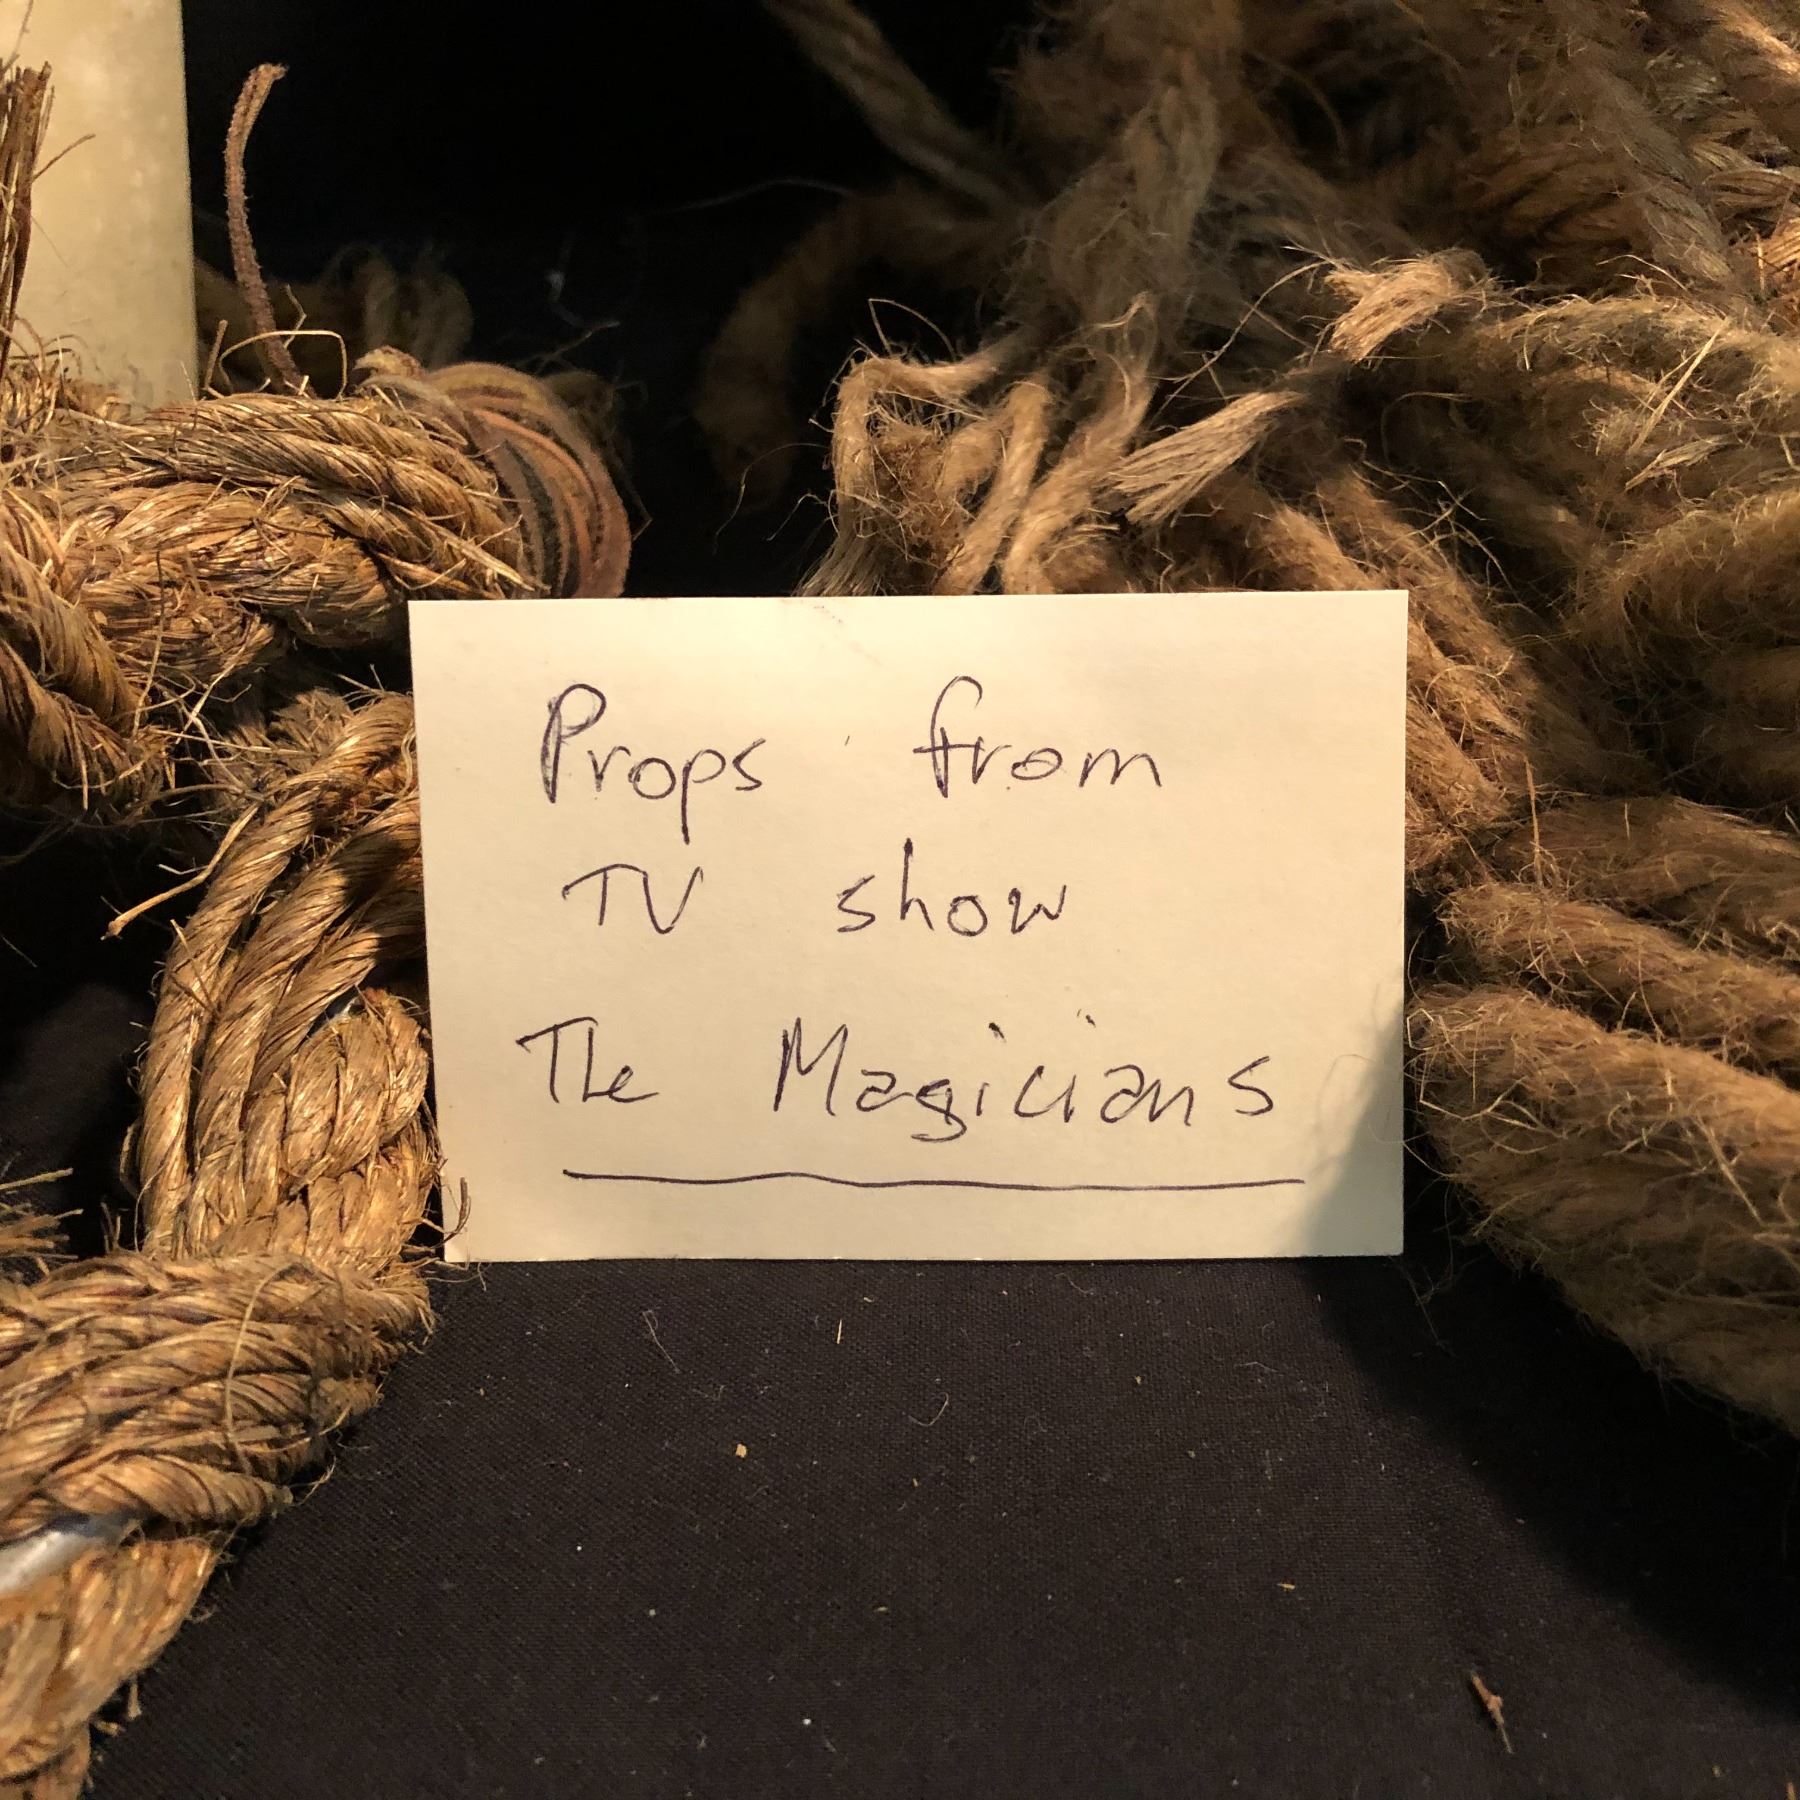 Props from
TV show
The Magicians